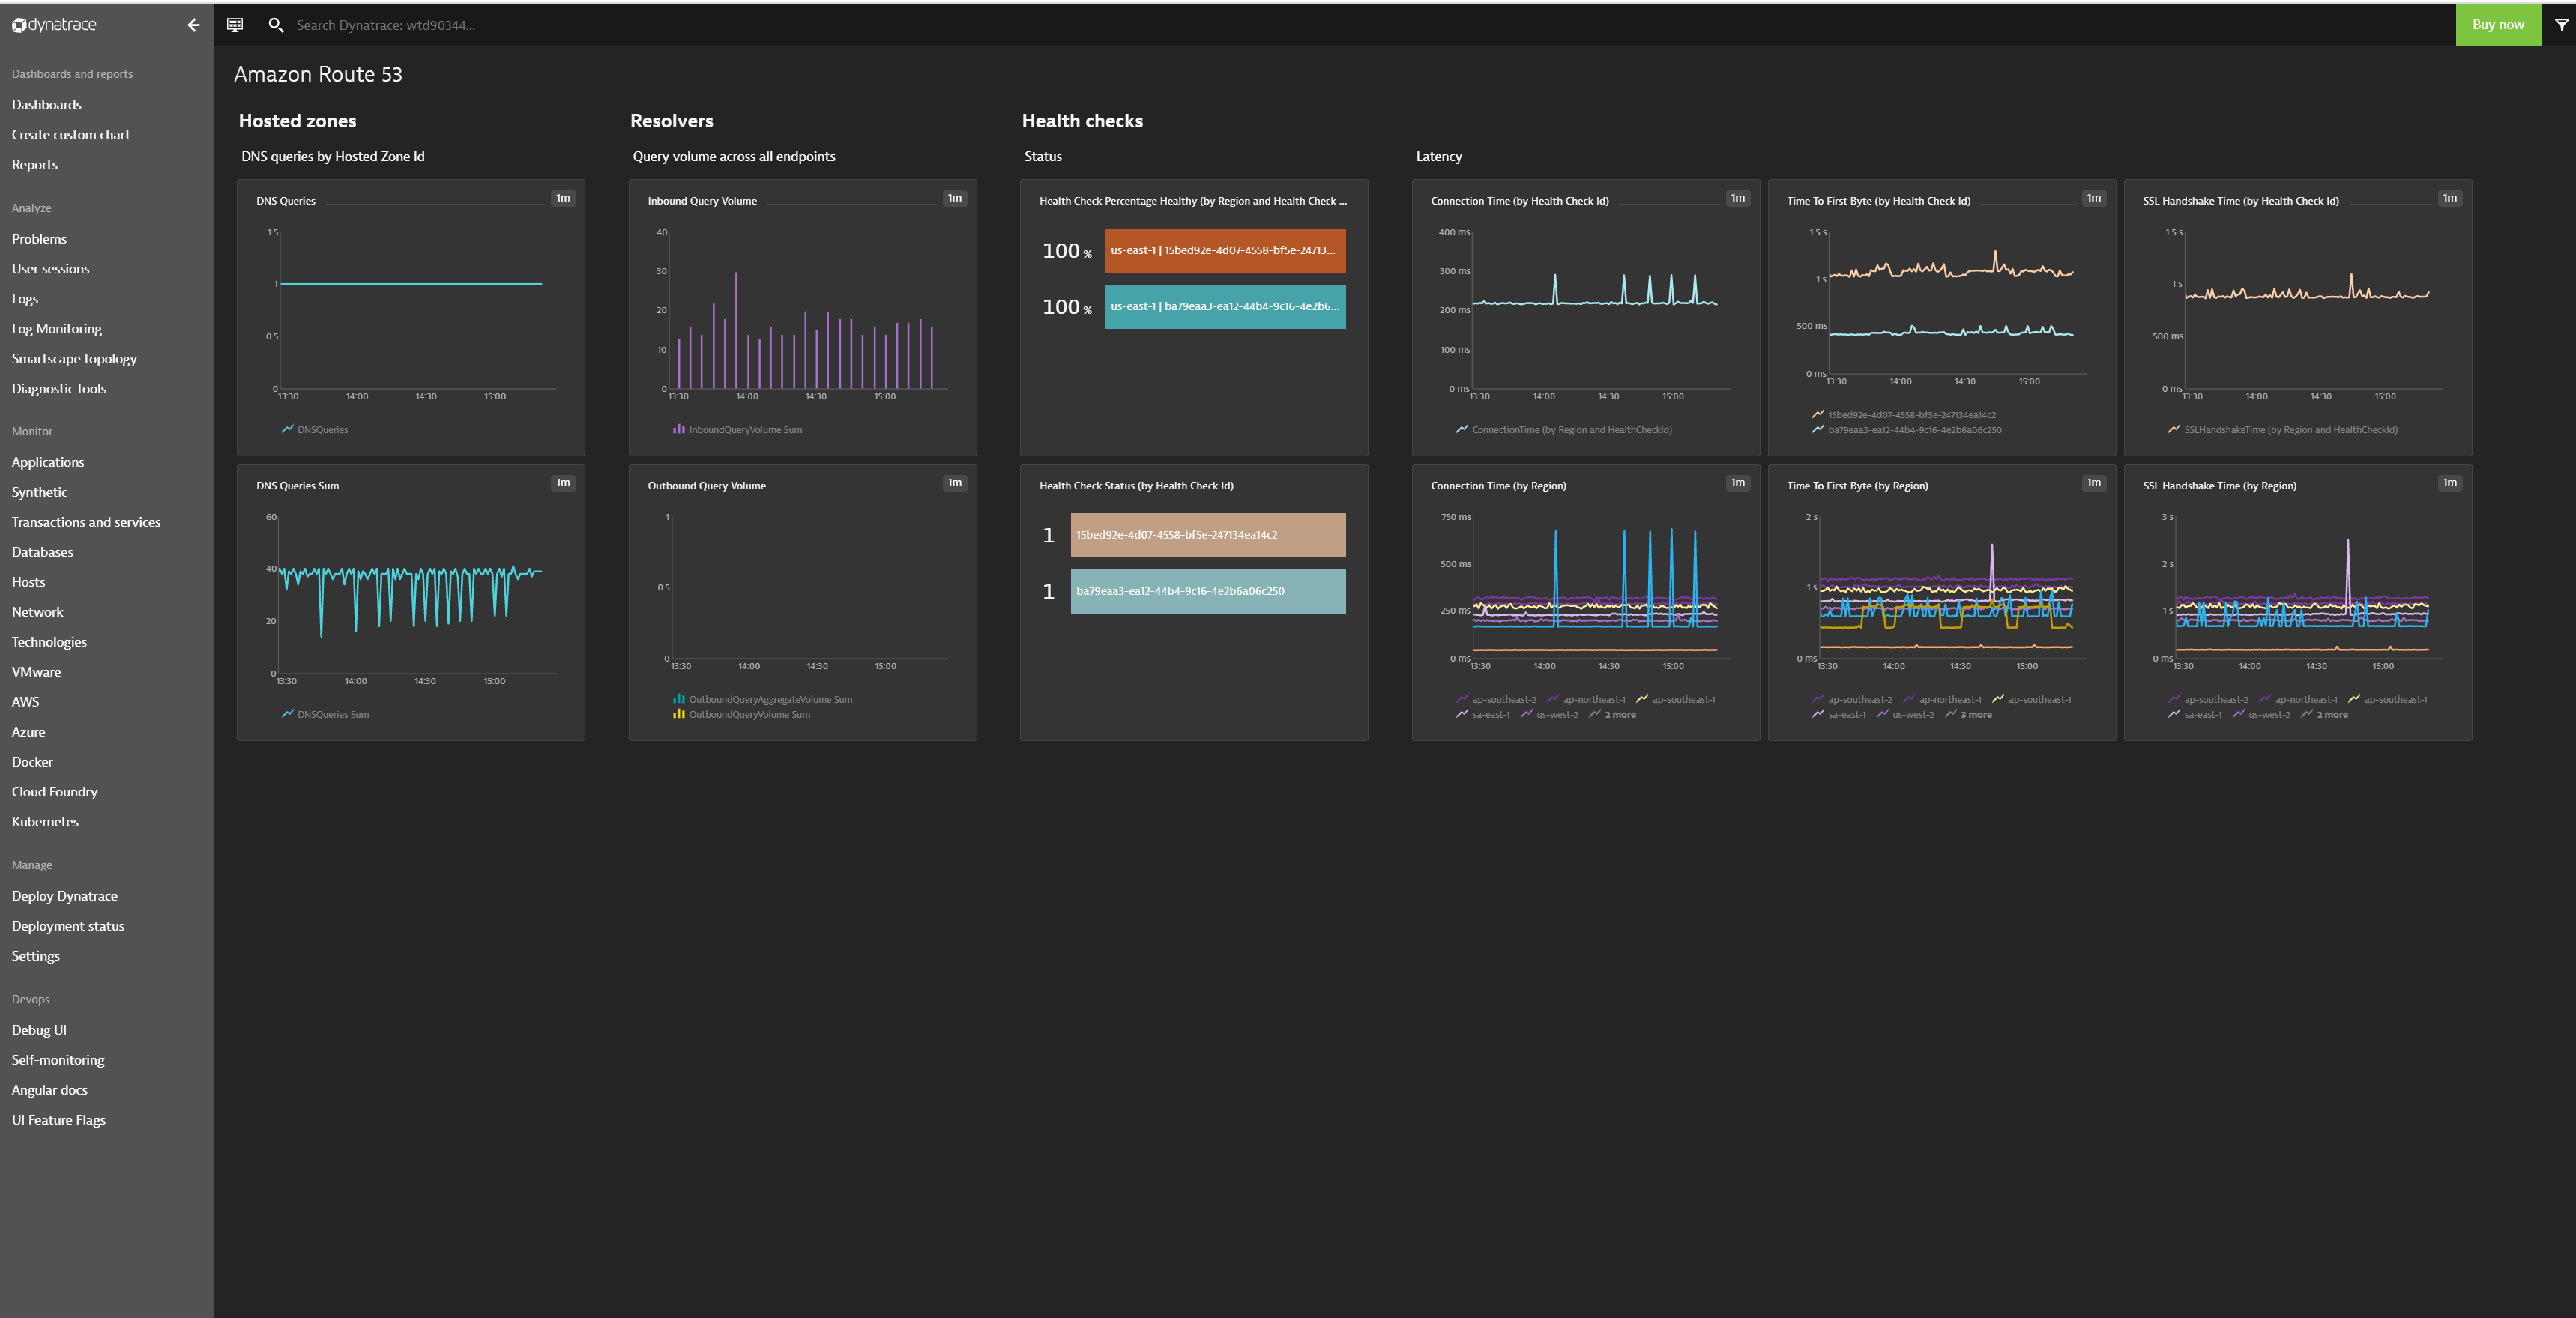 dynatrace
Search Dynatrace: wtd90344...
Buy now
Dashboards and reports
Dashboards
Create custom chart
Reports
Analyze
Problems
User sessions
Logs
Log Monitoring
Smartscape topology
Diagnostic tools
Monitor
Applications
Synthetic
Transactions and services
Databases
Hosts
Network
Technologies
VMware
AWS
Azure
Docker
Cloud Foundry
Kubernetes
Manage
Deploy Dynatrace
Deployment status
Settings
Devops
Debug UI
Self-monitoring
Angular docs
UI Feature Flags
Amazon Route 53
Hosted zones
DNS queries by Hosted Zone Id
DNS Queries
1m
1.5
1
0.5
0
13:30 14:00 14:30 15:00
DNSQueries
DNS Queries Sum
1m
60
40
20
0
13:30 14:00 14:30 15:00
DNSQueries Sum
Resolvers
Query volume across all endpoints
Inbound Query Volume
1m
40
30
20
10
0
13:30 14:00 14:30 15:00
InboundQueryVolume Sum
Outbound Query Volume
1m
1
0.5
0
13:30 14:00 14:30 15:00
OutboundQueryAggregateVolume Sum
OutboundQueryVolume Sum
Health checks
Status
Health Check Percentage Healthy (by Region and Health Check ...
100 % us-east-1 | 15bed92e-4d07-4558-bf5e-24713...
100 % us-east-1 | ba79eaa3-ea12-44b4-9c16-4e2b6...
Health Check Status (by Health Check Id)
1 15bed92e-4d07-4558-bf5e-247134ea14c2
1 ba79eaa3-ea12-44b4-9c16-4e2b6a06c250
Latency
Connection Time (by Health Check Id)
1m
400 ms
300 ms
200 ms
100 ms
0 ms
13:30 14:00 14:30 15:00
ConnectionTime (by Region and HealthCheckId)
Time To First Byte (by Health Check Id)
1m
1.5 s
1 s
500 ms
0 ms
13:30 14:00 14:30 15:00
15bed92e-4d07-4558-bf5e-247134ea14c2
ba79eaa3-ea12-44b4-9c16-4e2b6a06c250
SSL Handshake Time (by Health Check Id)
1m
1.5 s
1 s
500 ms
0 ms
13:30 14:00 14:30 15:00
SSLHandshakeTime (by Region and HealthCheckId)
Connection Time (by Region)
1m
750 ms
500 ms
250 ms
0 ms
13:30 14:00 14:30 15:00
ap-southeast-2 ap-northeast-1 ap-southeast-1
sa-east-1 us-west-2 2 more
Time To First Byte (by Region)
1m
2 s
1 s
0 ms
13:30 14:00 14:30 15:00
ap-southeast-2 ap-northeast-1 ap-southeast-1
sa-east-1 us-west-2 3 more
SSL Handshake Time (by Region)
1m
3 s
2 s
1 s
0 ms
13:30 14:00 14:30 15:00
ap-southeast-2 ap-northeast-1 ap-southeast-1
sa-east-1 us-west-2 2 more